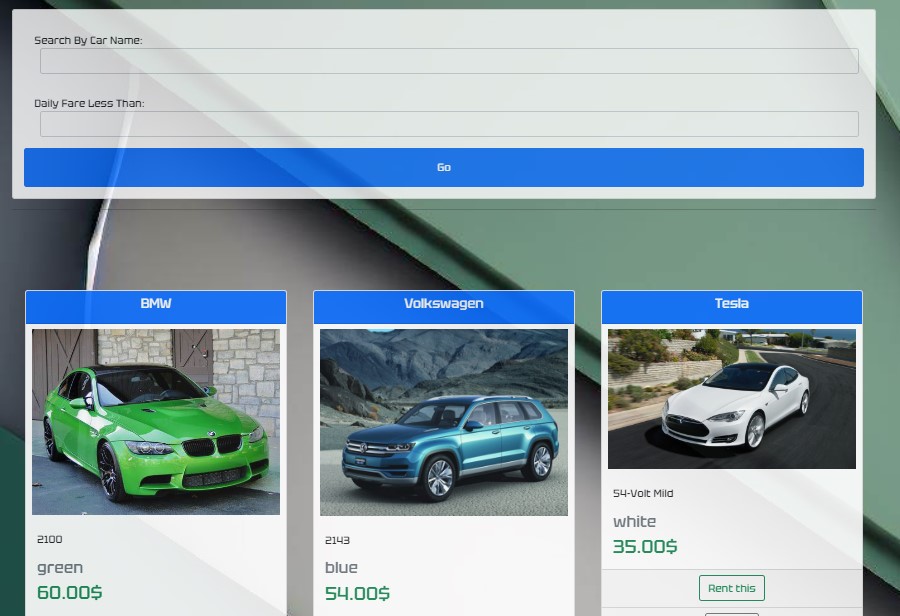 Search By Car Name:
Daily Fare Less Than:
Go
BMW
Volkswagen
Tesla
2100
green
60.00$
2143
blue
54.00$
S4-Volt Mild
white
35.00$
Rent this